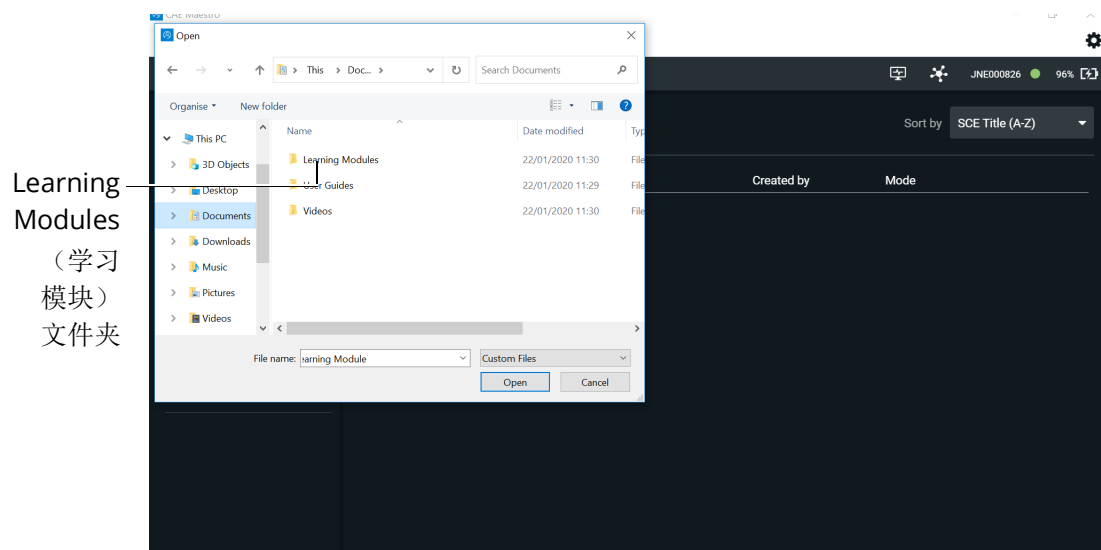 CAE Maestro
Open
This > Doc... >
Search Documents
JNE000826
96%
Organise
New folder
Sort by
SCE Title (A-Z)
Name
Date modified
This PC
3D Objects
Learning Modules
22/01/2020 11:30
File
Desktop
User Guides
22/01/2020 11:29
File
Created by
Mode
Documents
Videos
22/01/2020 11:30
File
Downloads
Music
Pictures
Videos
File name:
earning Module
Custom Files
Open
Cancel
Learning
Modules
（学习
模块）
文件夹